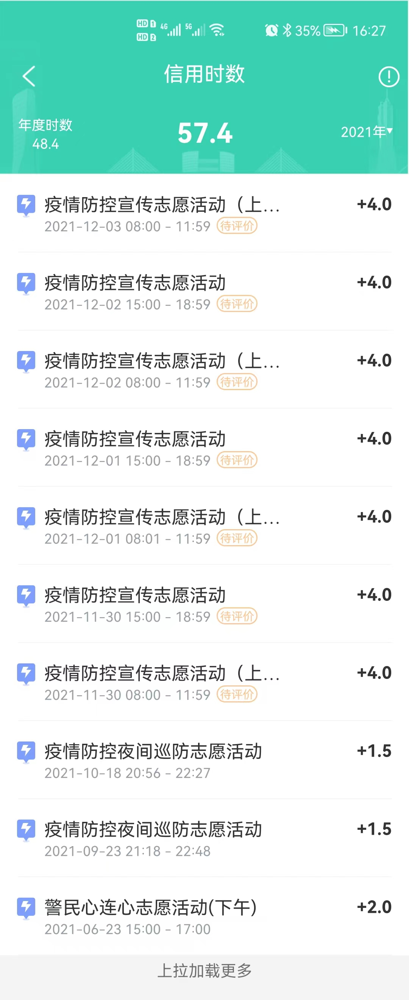 HD 1 4G 5G 35% 16:27
HD 2
信用时数
年度时数
48.4
57.4
2021年
疫情防控宣传志愿活动（上...
+4.0
2021-12-03 08:00 - 11:59 待评价
疫情防控宣传志愿活动
+4.0
2021-12-02 15:00 - 18:59 待评价
疫情防控宣传志愿活动（上...
+4.0
2021-12-02 08:00 - 11:59 待评价
疫情防控宣传志愿活动
+4.0
2021-12-01 15:00 - 18:59 待评价
疫情防控宣传志愿活动（上...
+4.0
2021-12-01 08:01 - 11:59 待评价
疫情防控宣传志愿活动
+4.0
2021-11-30 15:00 - 18:59 待评价
疫情防控宣传志愿活动（上...
+4.0
2021-11-30 08:00 - 11:59 待评价
疫情防控夜间巡防志愿活动
+1.5
2021-10-18 20:56 - 22:27
疫情防控夜间巡防志愿活动
+1.5
2021-09-23 21:18 - 22:48
警民心连心志愿活动(下午)
+2.0
2021-06-23 15:00 - 17:00
上拉加载更多